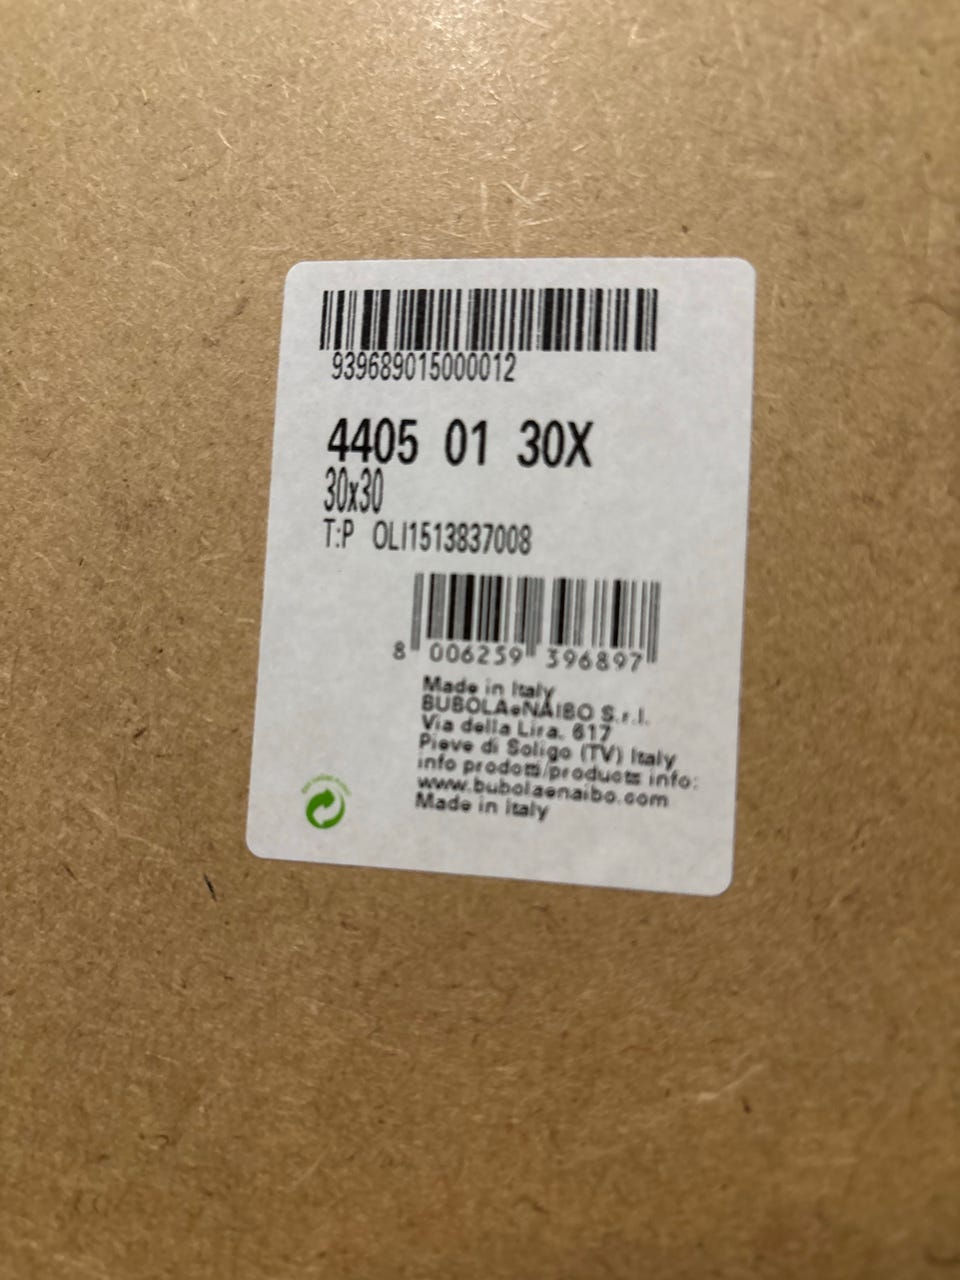 939689015000012
4405 01 30X
30x30
T:P OLI1513837008
8 006259 396897
Made in Italy
BUBOLAeNAIBO S.r.l.
Via della Lira, 617
Pieve di Soligo (TV) Italy
info prodotti/products info:
www.bubolaenaibo.com
Made in Italy